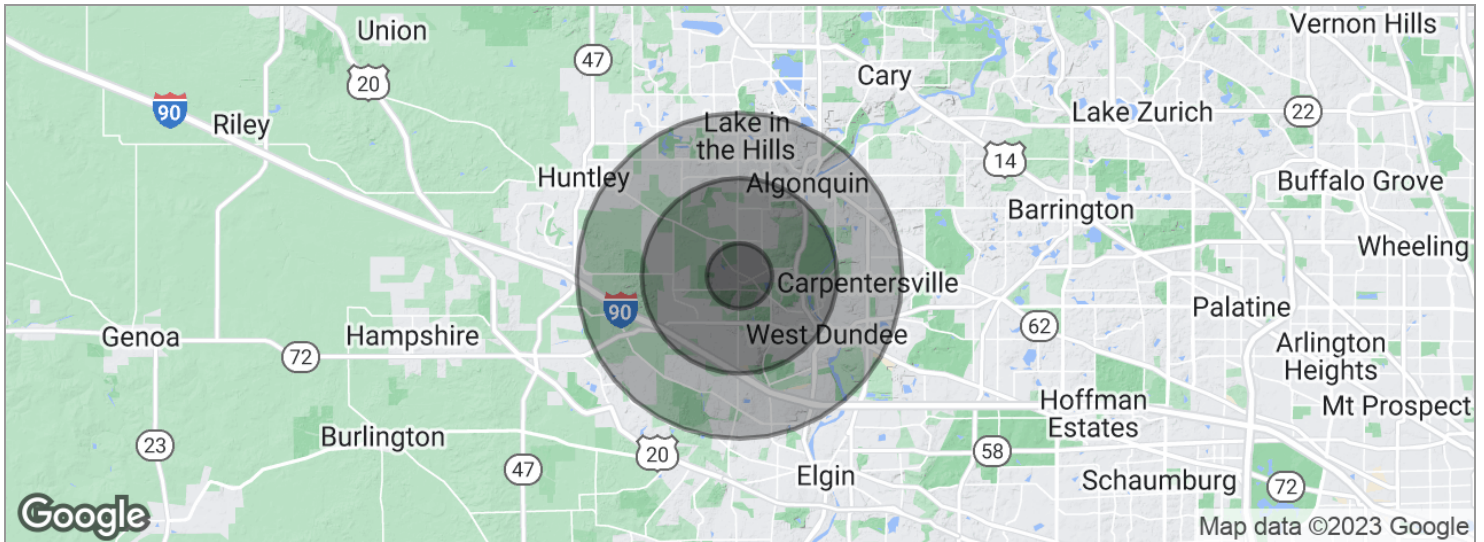 Union
Vernon Hills
47
Cary
20
90
Lake Zurich
22
Riley
Lake in
the Hills
14
Huntley
Algonquin
Buffalo Grove
Barrington
Wheeling
Carpentersville
90
Palatine
62
Genoa
Hampshire
West Dundee
72
Arlington
Heights
Hoffman
Estates
Mt Prospect
Burlington
23
20
58
47
Elgin
Schaumburg
72
Google
Map data ©2023 Google